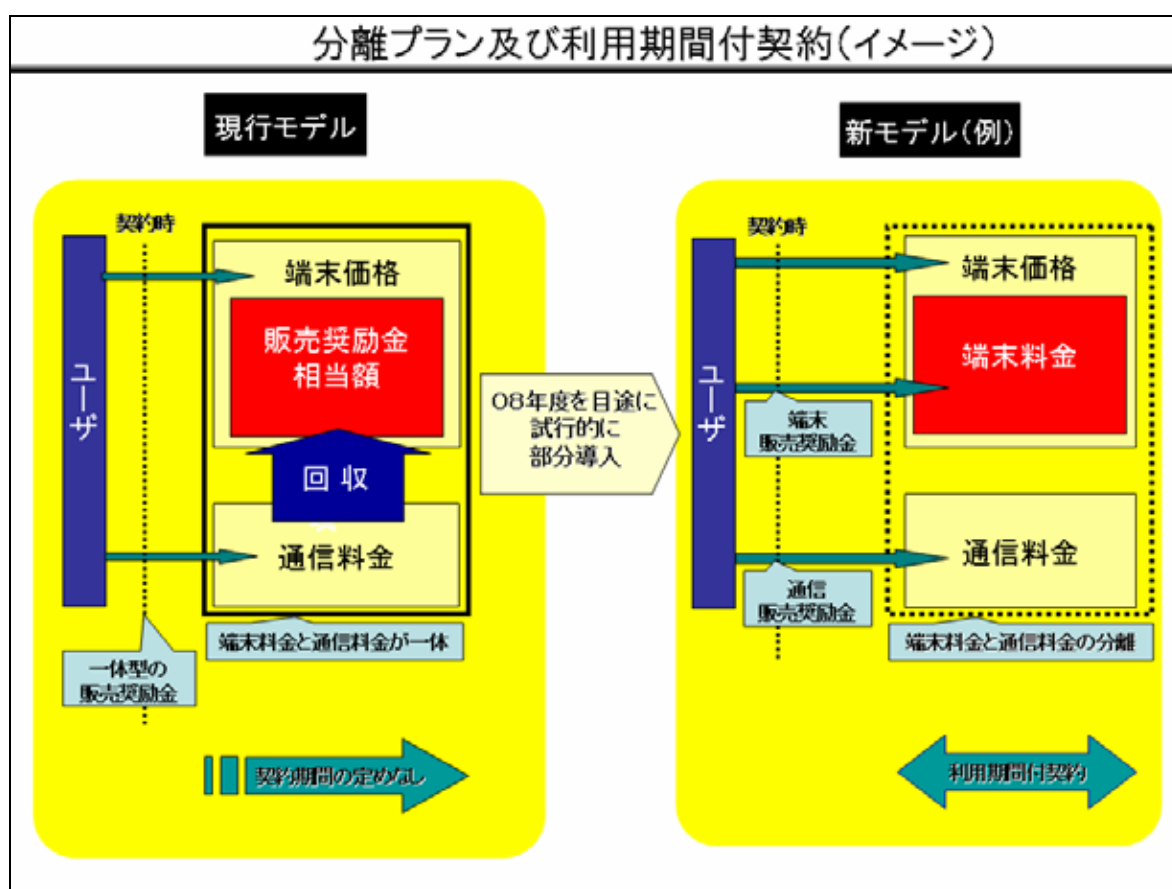 分離プラン及び利用期間付契約(イメージ)
現行モデル
契約時
ユーザ
端末価格
販売奨励金
相当額
回収
通信料金
端末料金と通信料金が一体
一体型の
販売奨励金
契約期間の定めなし
08年度を目途に
試行的に
部分導入
新モデル(例)
契約時
ユーザ
端末価格
端末料金
端末
販売奨励金
通信料金
通信
販売奨励金
端末料金と通信料金の分離
利用期間付契約